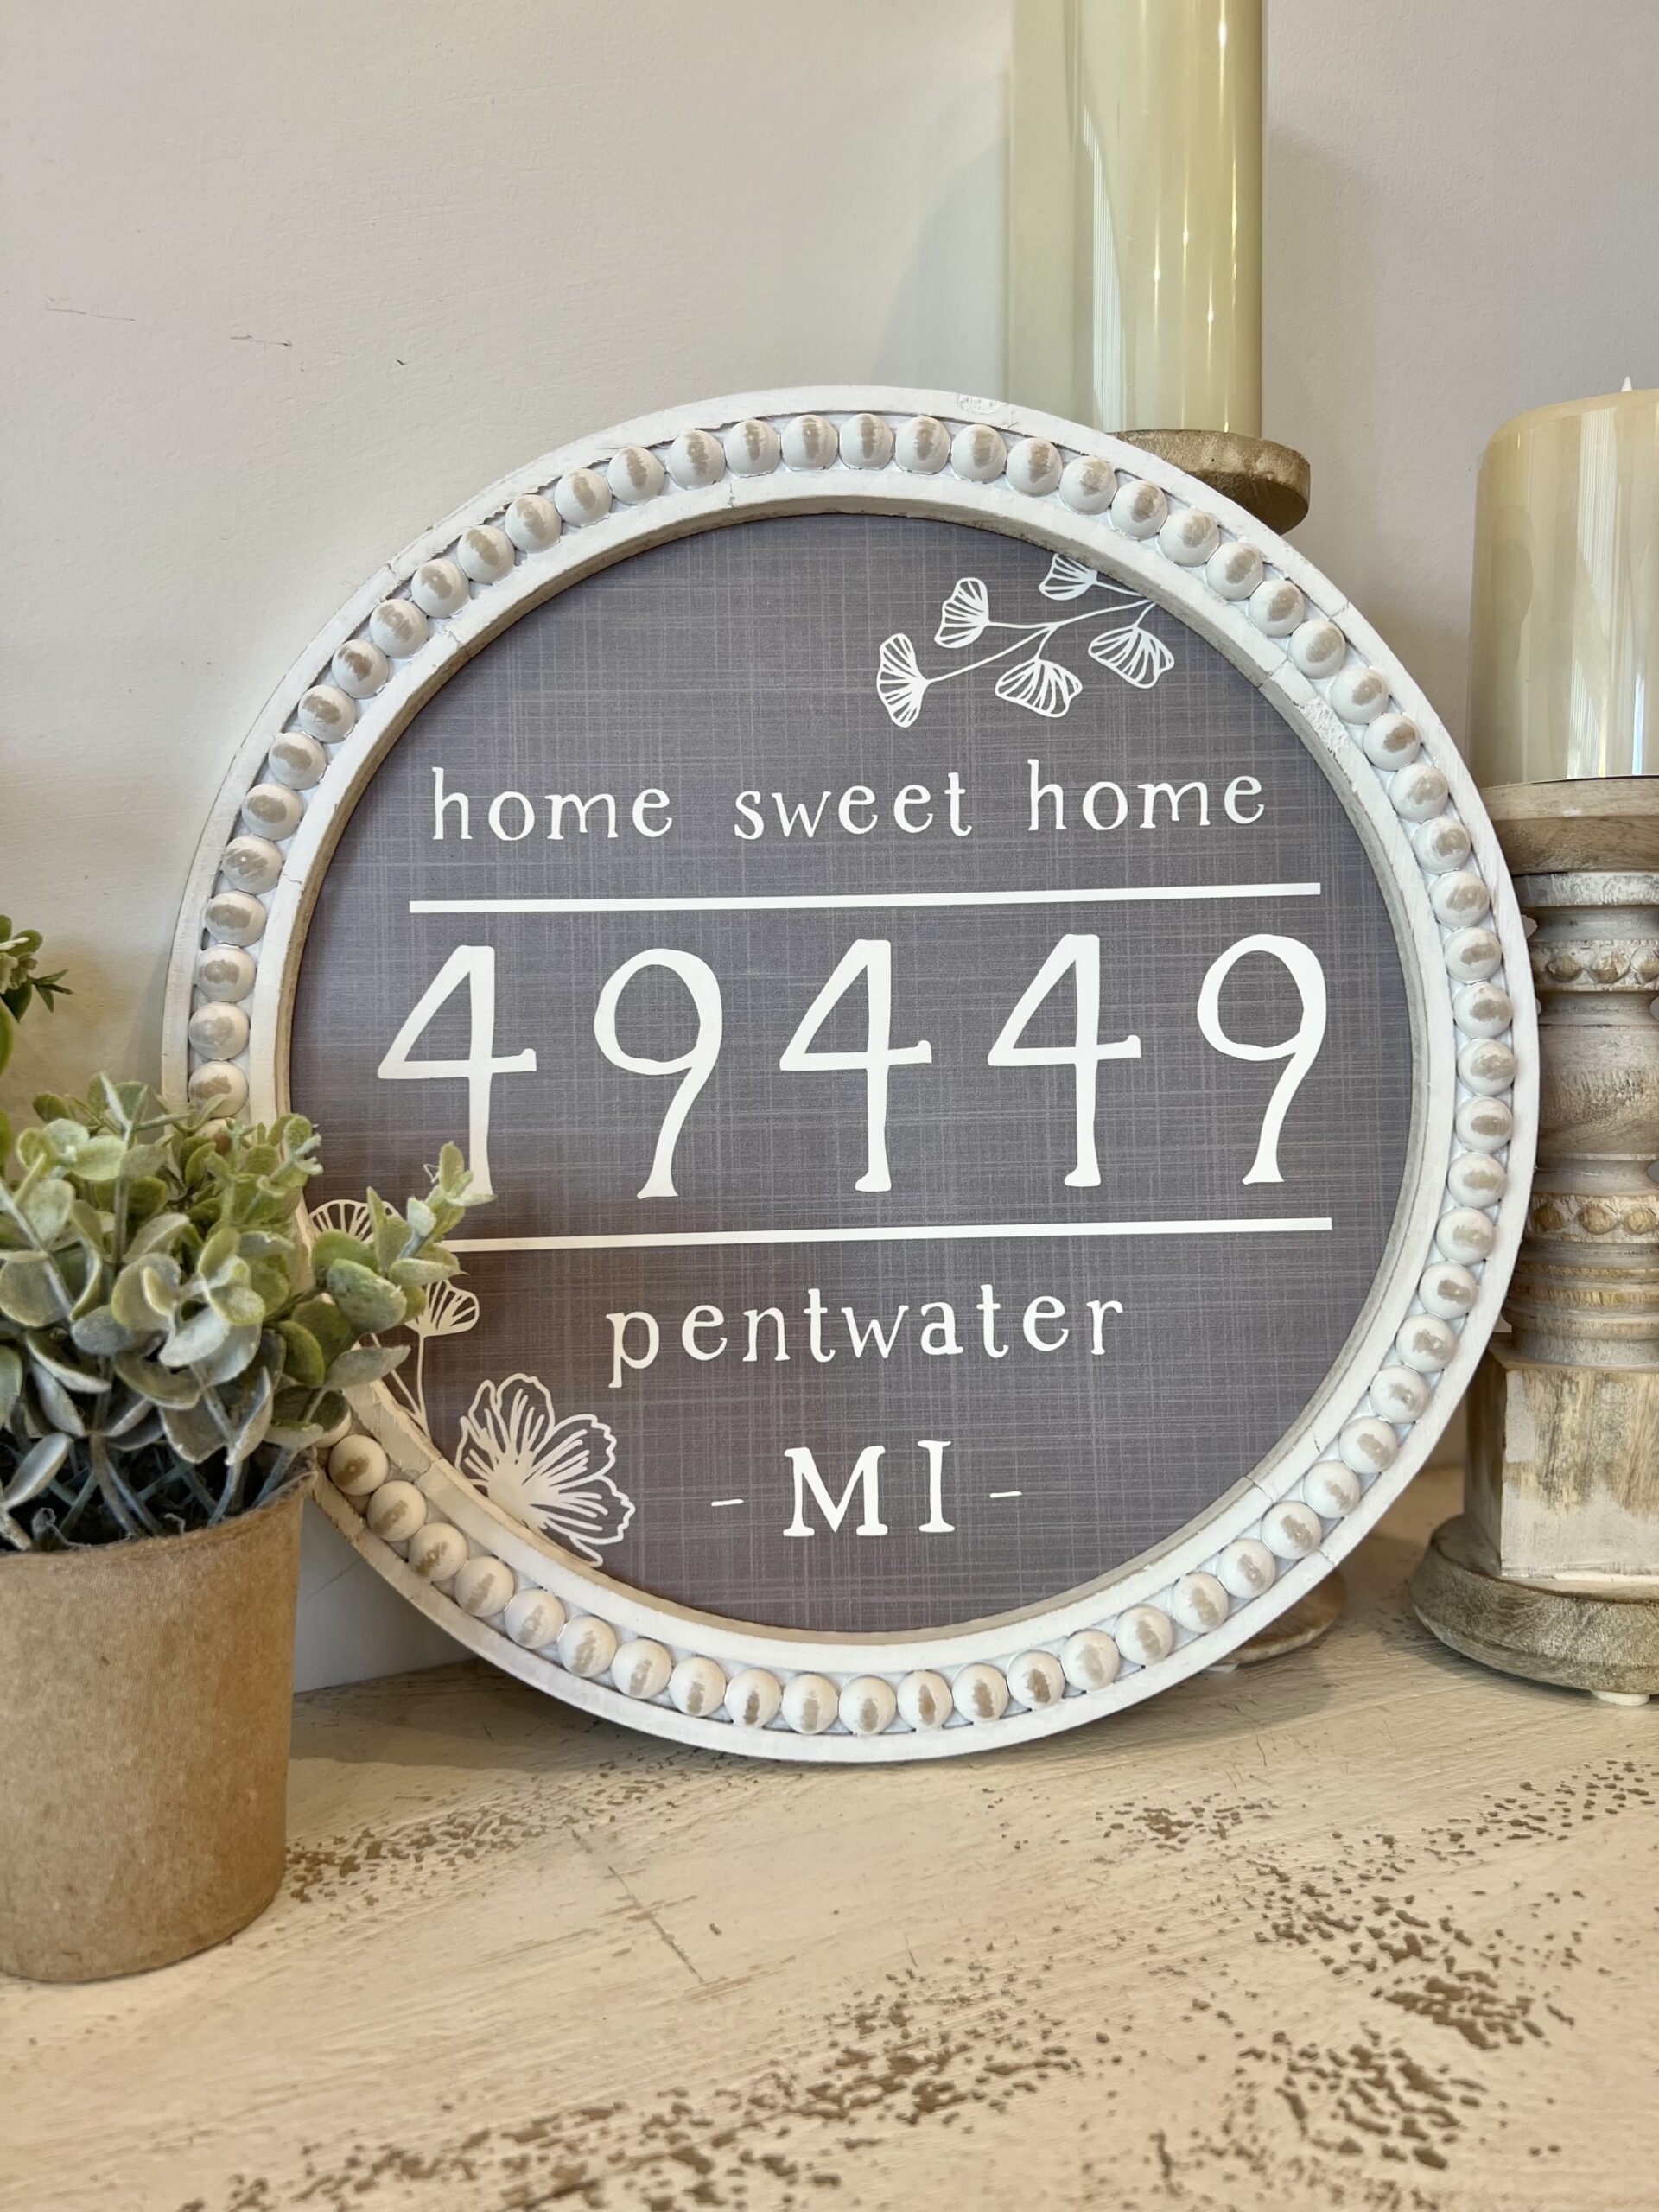 home sweet home
49449
pentwater
- MI -